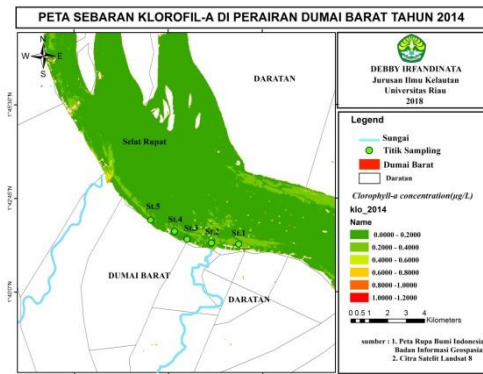 PETA SEBARAN KLOROFIL-A DI PERAIRAN DUMAI BARAT TAHUN 2014
N
W E
S
DARATAN
Selat Rupat
St.5
St.4
St.3
St.2
St.1
DUMAI BARAT
DARATAN
DEBBY IRFANDINATA
Jurusan Ilmu Kelautan
Universitas Riau
2018
Legend
Sungai
Titik Sampling
Dumai Barat
Daratan
Chlorophyll-a concentration(µg/L)
klo_2014
Name
0.0000 - 0.2000
0.2000 - 0.4000
0.4000 - 0.6000
0.6000 - 0.8000
0.8000 -1.0000
1.0000 -1.2000
0 0.5 1 2 3 4
Kilometers
sumber : 1. Peta Rupa Bumi Indonesia
Badan Informasi Geospasial
2. Citra Satelit Landsat 8